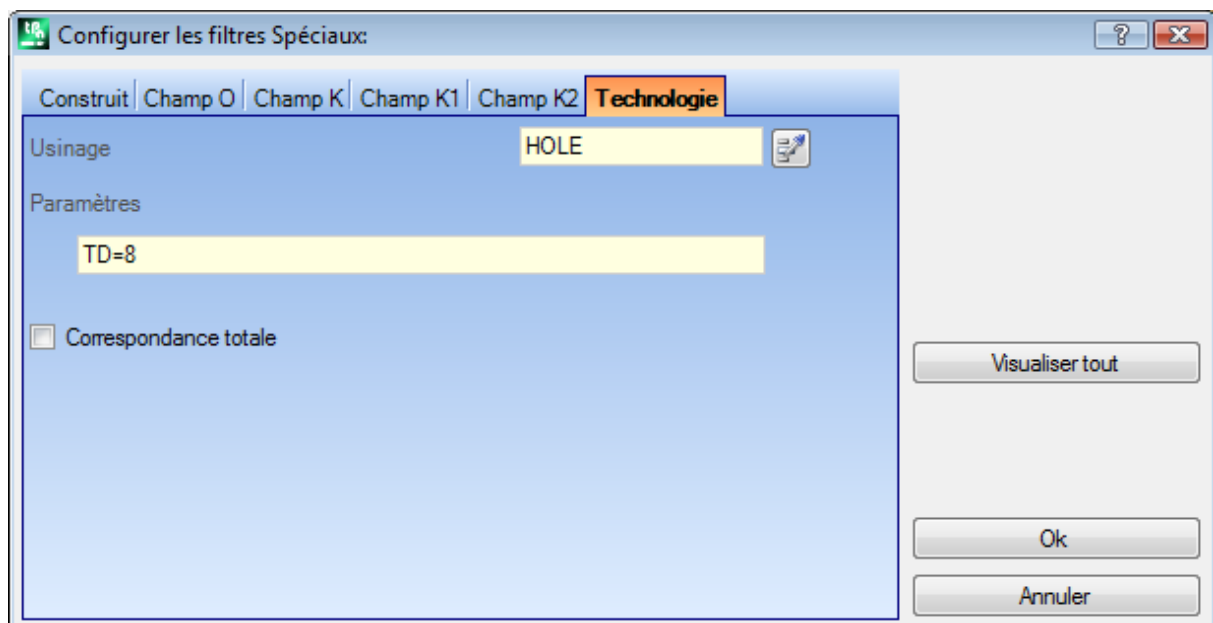 Configurer les filtres Spéciaux:
Construit Champ O Champ K Champ K1 Champ K2 Technologie
Usinage HOLE
Paramètres
TD=8
Correspondance totale
Visualiser tout
Ok
Annuler